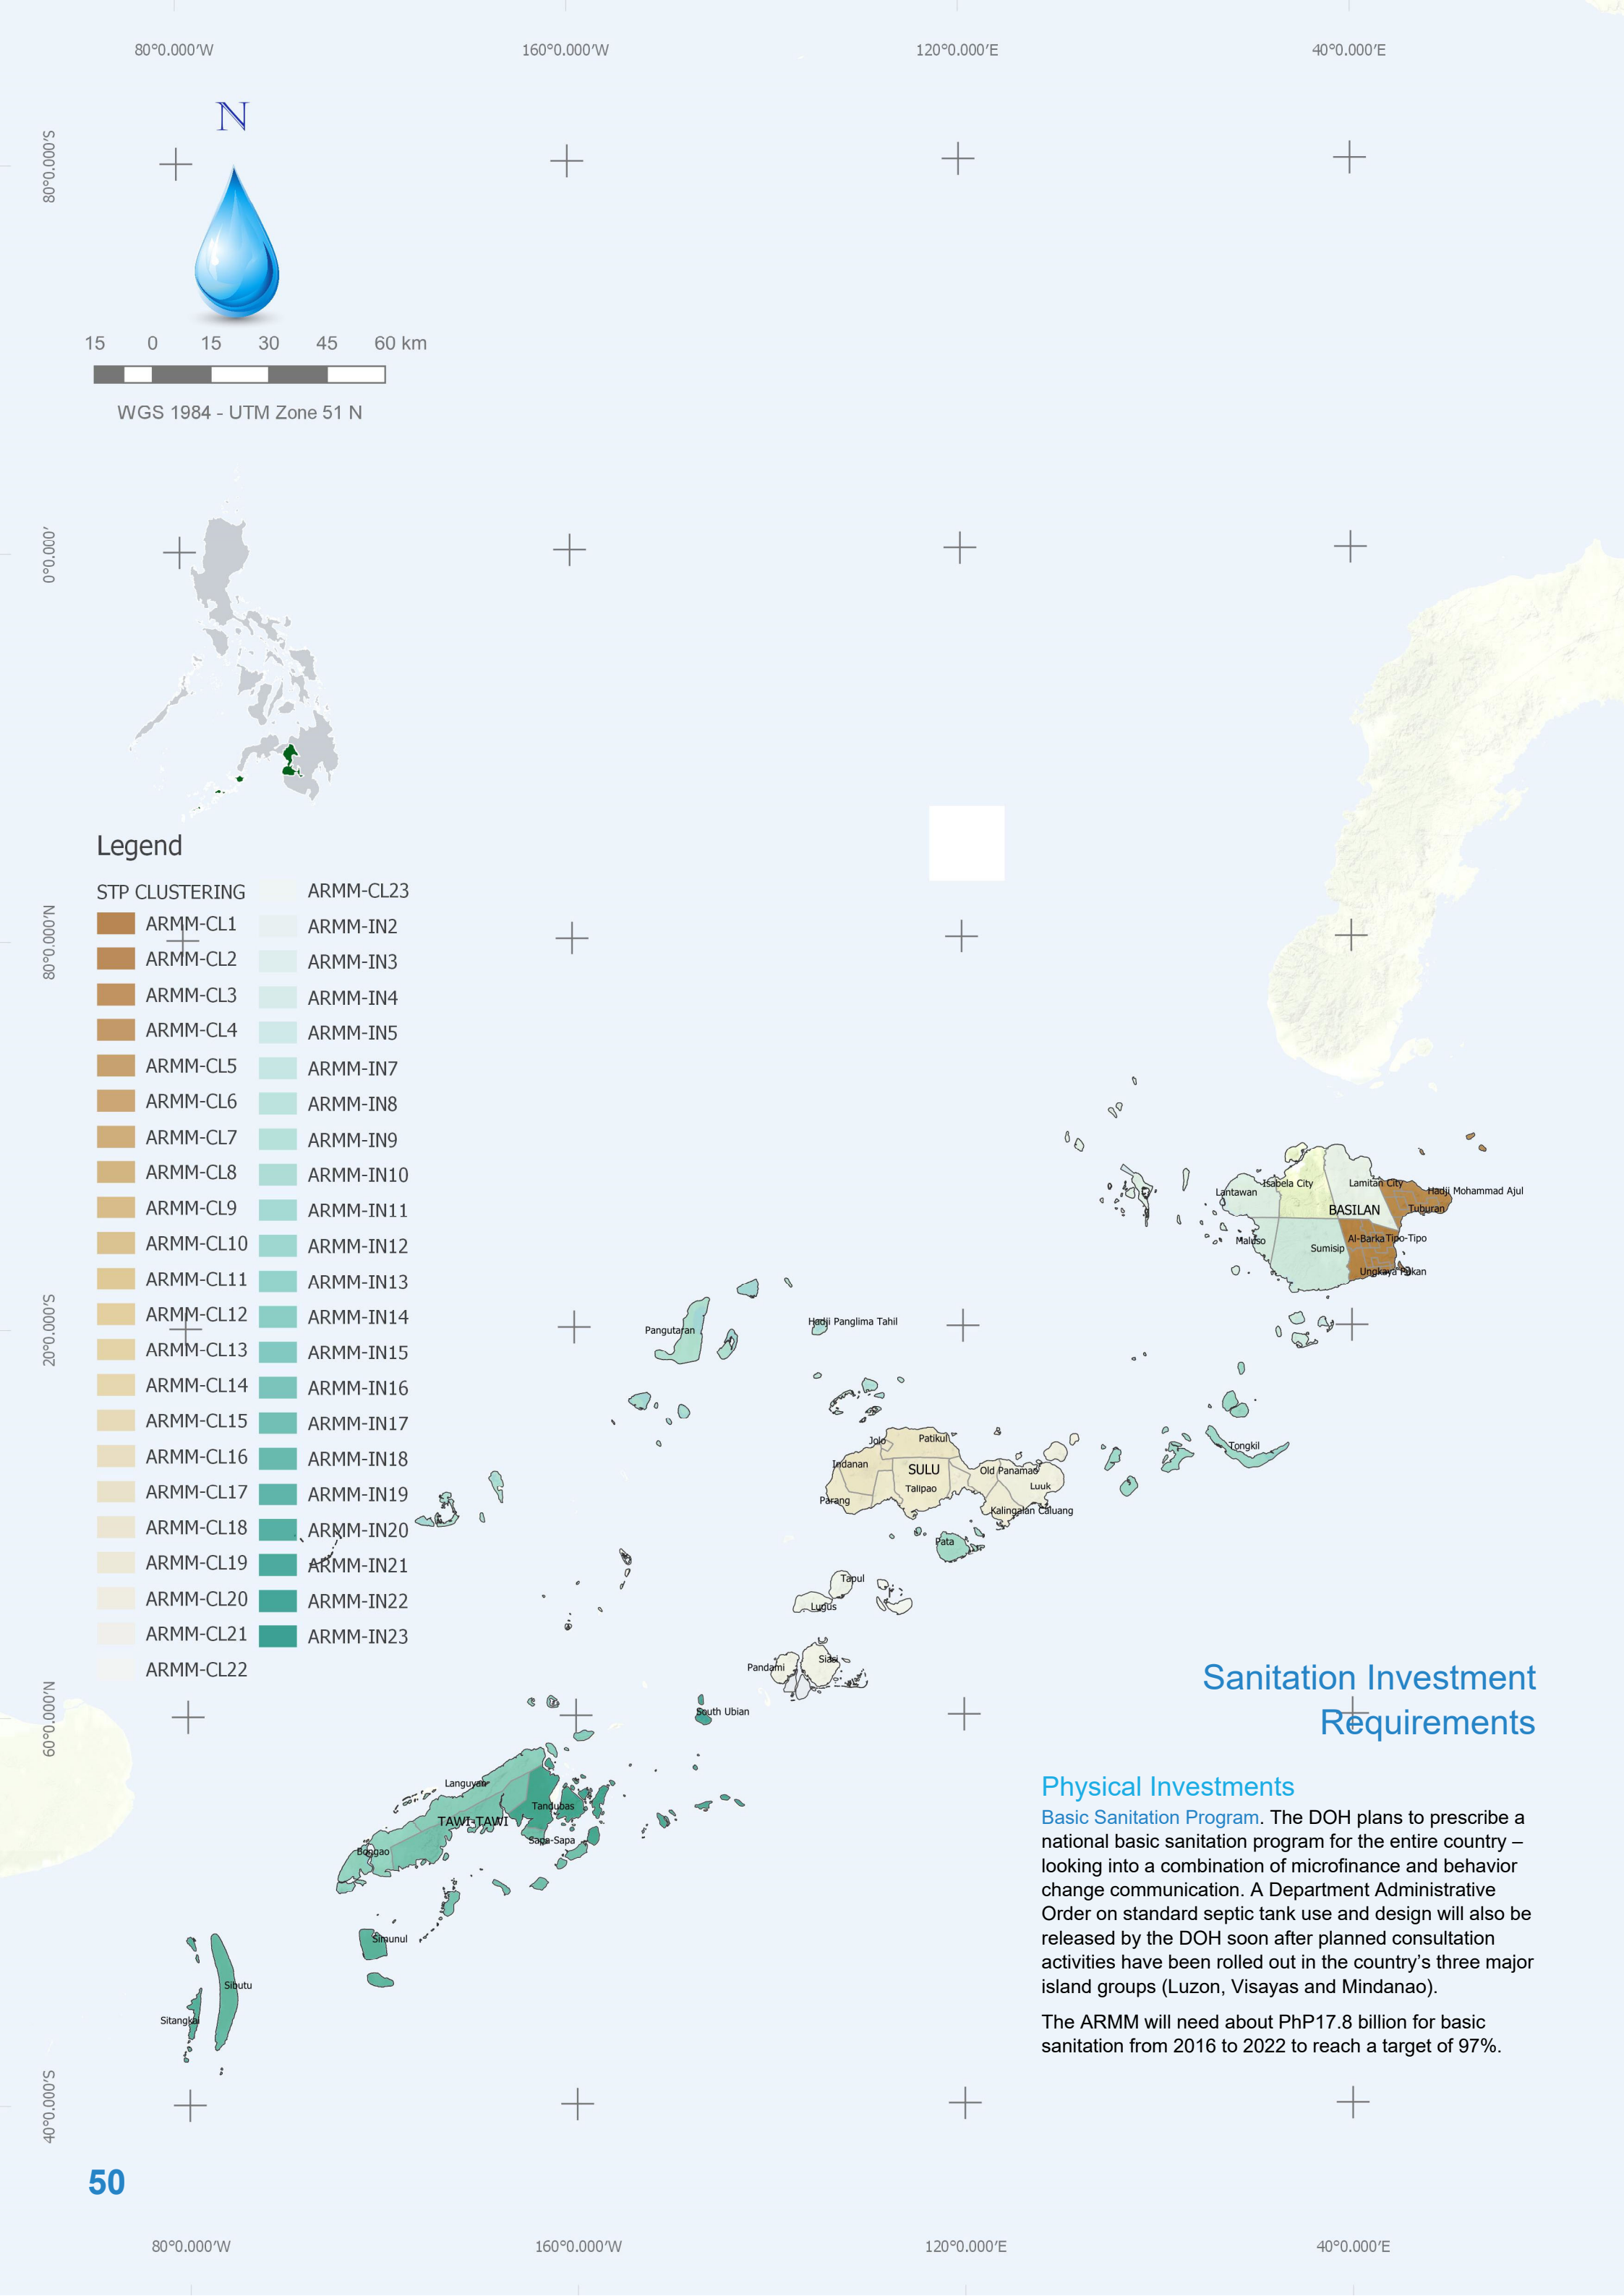 80°0.000'W 160°0.000'W 120°0.000'E 40°0.000'E
80°0.000'S
N
15 0 15 30 45 60 km
WGS 1984 - UTM Zone 51 N
0°0.000'
Legend
STP CLUSTERING
ARMM-CL1
ARMM-CL2
ARMM-CL3
ARMM-CL4
ARMM-CL5
ARMM-CL6
ARMM-CL7
ARMM-CL8
ARMM-CL9
ARMM-CL10
ARMM-CL11
ARMM-CL12
ARMM-CL13
ARMM-CL14
ARMM-CL15
ARMM-CL16
ARMM-CL17
ARMM-CL18
ARMM-CL19
ARMM-CL20
ARMM-CL21
ARMM-CL22
ARMM-CL23
ARMM-IN2
ARMM-IN3
ARMM-IN4
ARMM-IN5
ARMM-IN7
ARMM-IN8
ARMM-IN9
ARMM-IN10
ARMM-IN11
ARMM-IN12
ARMM-IN13
ARMM-IN14
ARMM-IN15
ARMM-IN16
ARMM-IN17
ARMM-IN18
ARMM-IN19
ARMM-IN20
ARMM-IN21
ARMM-IN22
ARMM-IN23
80°0.000'N
20°0.000'S
60°0.000'N
40°0.000'S
Isabela City
Lamitan City
Lantawan
Hadji Mohammad Ajul
BASILAN
Tuburan
Maluso
Al-Barka
Tipo-Tipo
Sumisip
Ungkaya Pukan
Hadji Panglima Tahil
Pangutaran
Jolo
Patikul
Tongkil
Indanan
SULU
Old Panamao
Talipao
Luuk
Parang
Kalingalan Caluang
Pata
Tapul
Lugus
Siasi
Pandami
South Ubian
Languyan
Tandubas
TAWI-TAWI
Sapa-Sapa
Bongao
Simunul
Sibutu
Sitangkai
Sanitation Investment
Requirements
Physical Investments
Basic Sanitation Program. The DOH plans to prescribe a
national basic sanitation program for the entire country –
looking into a combination of microfinance and behavior
change communication. A Department Administrative
Order on standard septic tank use and design will also be
released by the DOH soon after planned consultation
activities have been rolled out in the country's three major
island groups (Luzon, Visayas and Mindanao).
The ARMM will need about PhP17.8 billion for basic
sanitation from 2016 to 2022 to reach a target of 97%.
50
80°0.000'W 160°0.000'W 120°0.000'E 40°0.000'E